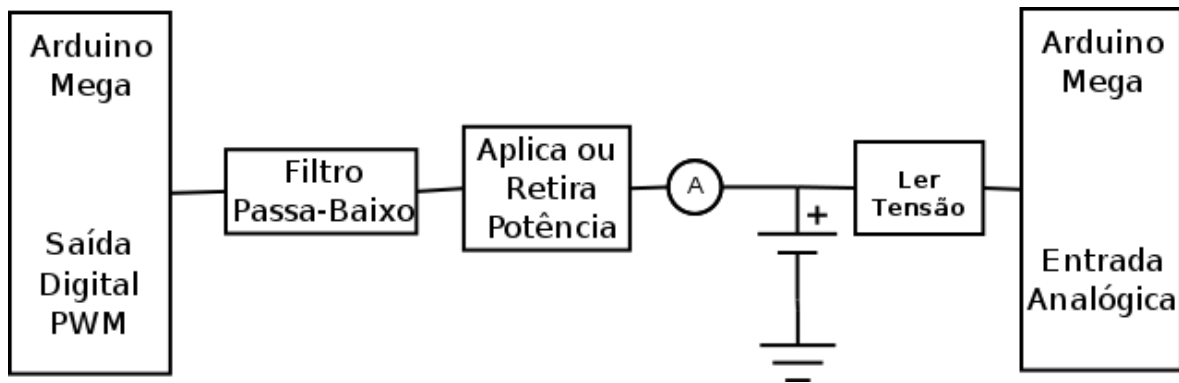 Arduino
Mega
Saída
Digital
PWM
Filtro
Passa-Baixo
Aplica ou
Retira
Potência
A
+
Ler
Tensão
Arduino
Mega
Entrada
Analógica